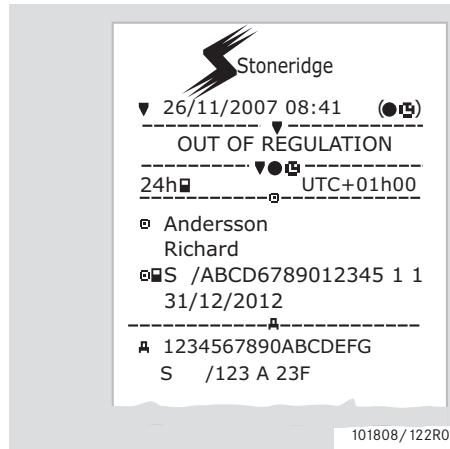 Stoneridge
▼ 26/11/2007 08:41 (●◷)
OUT OF REGULATION
24h UTC+01h00
Andersson
Richard
S /ABCD6789012345 1 1
31/12/2012
1234567890ABCDEFG
S /123 A 23F
101808/122R0